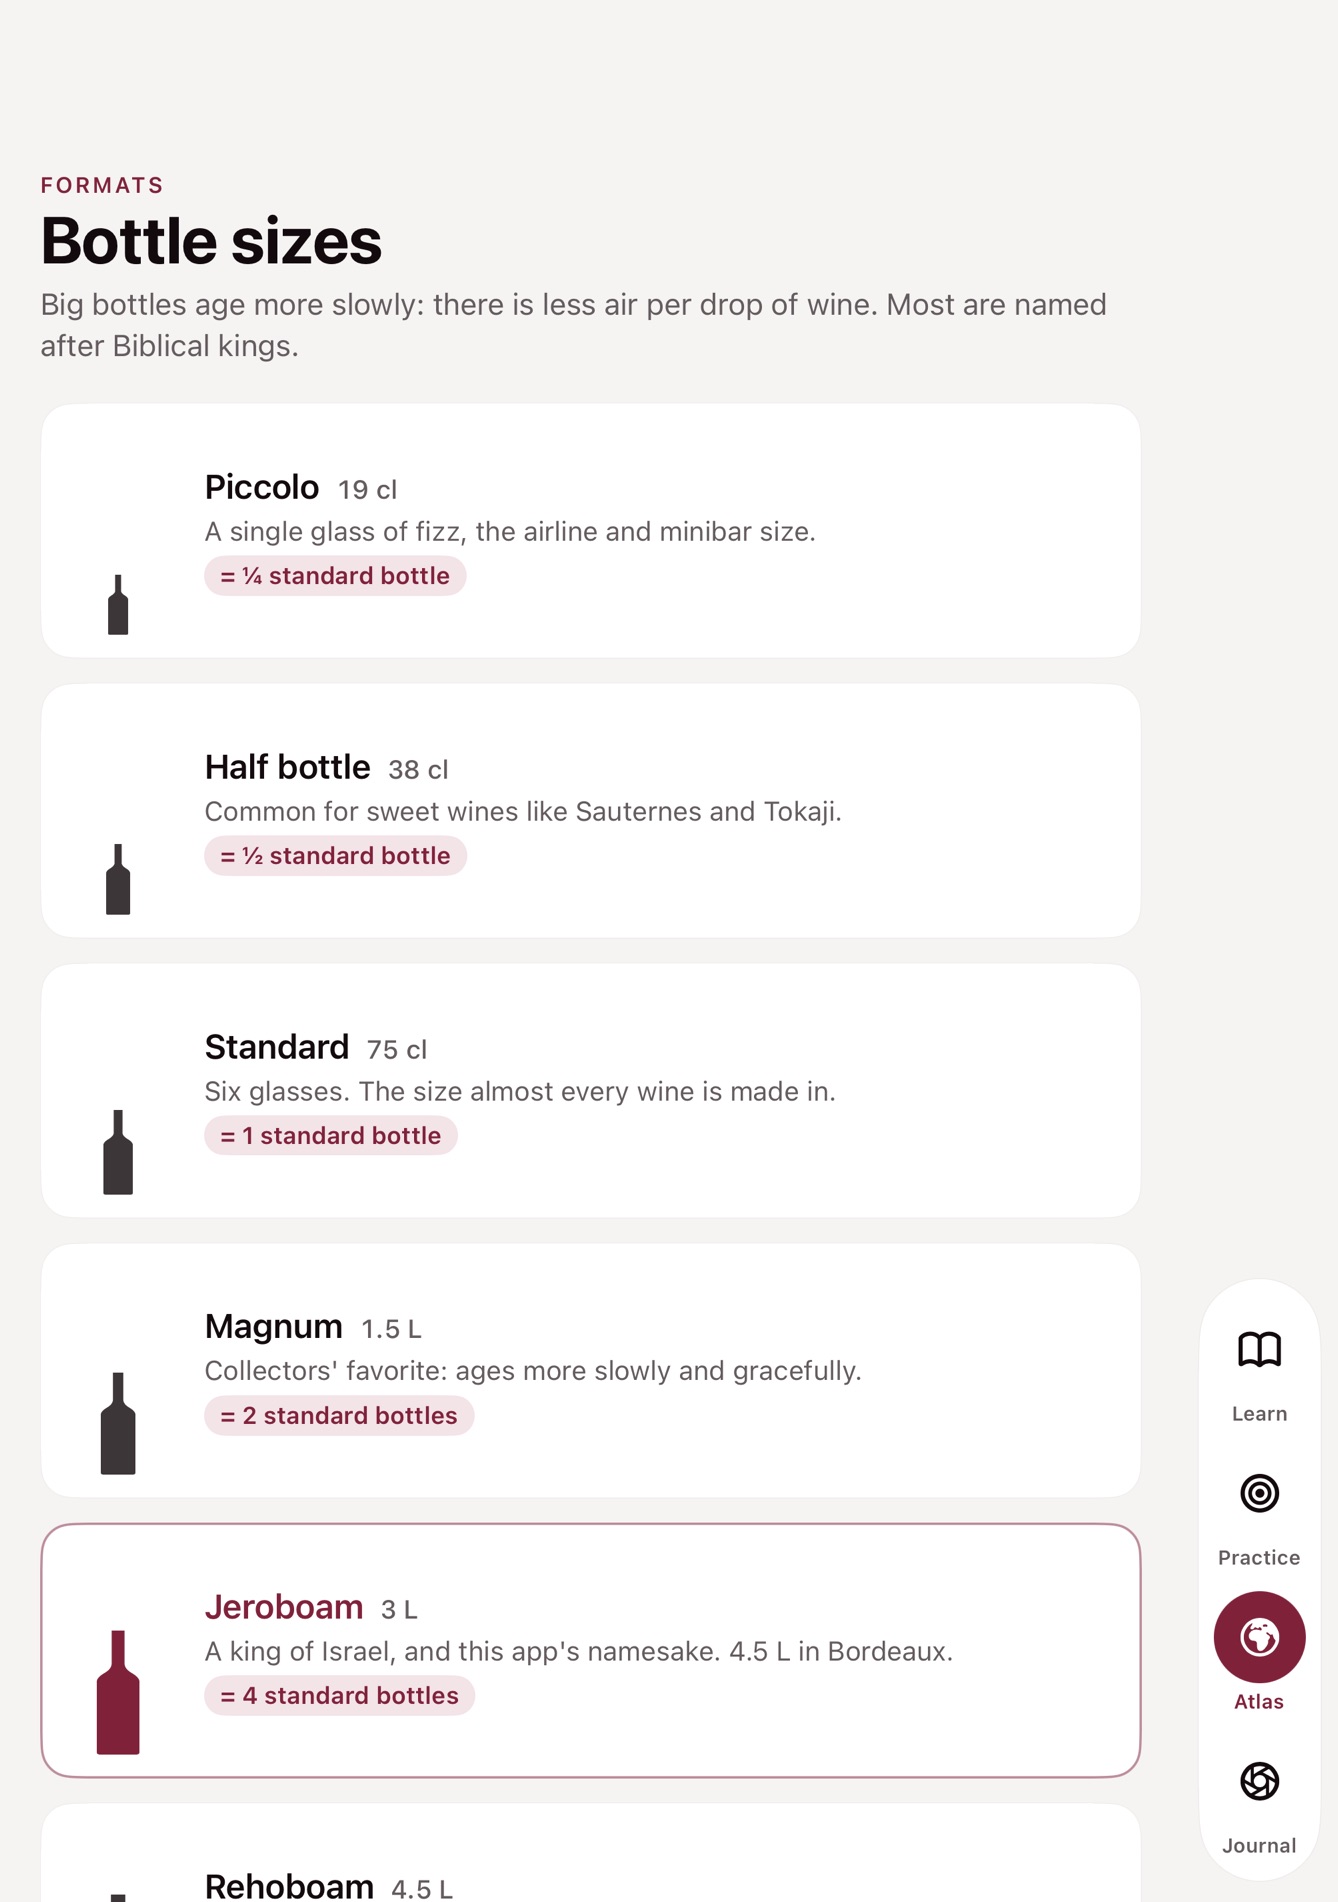 FORMATS
Bottle sizes
Big bottles age more slowly: there is less air per drop of wine. Most are named
after Biblical kings.
Piccolo 19 cl
A single glass of fizz, the airline and minibar size.
= ¼ standard bottle
Half bottle 38 cl
Common for sweet wines like Sauternes and Tokaji.
= ½ standard bottle
Standard 75 cl
Six glasses. The size almost every wine is made in.
= 1 standard bottle
Magnum 1.5 L
Collectors' favorite: ages more slowly and gracefully.
= 2 standard bottles
Jeroboam 3 L
A king of Israel, and this app's namesake. 4.5 L in Bordeaux.
= 4 standard bottles
Rehoboam 4.5 L
Learn
Practice
Atlas
Journal